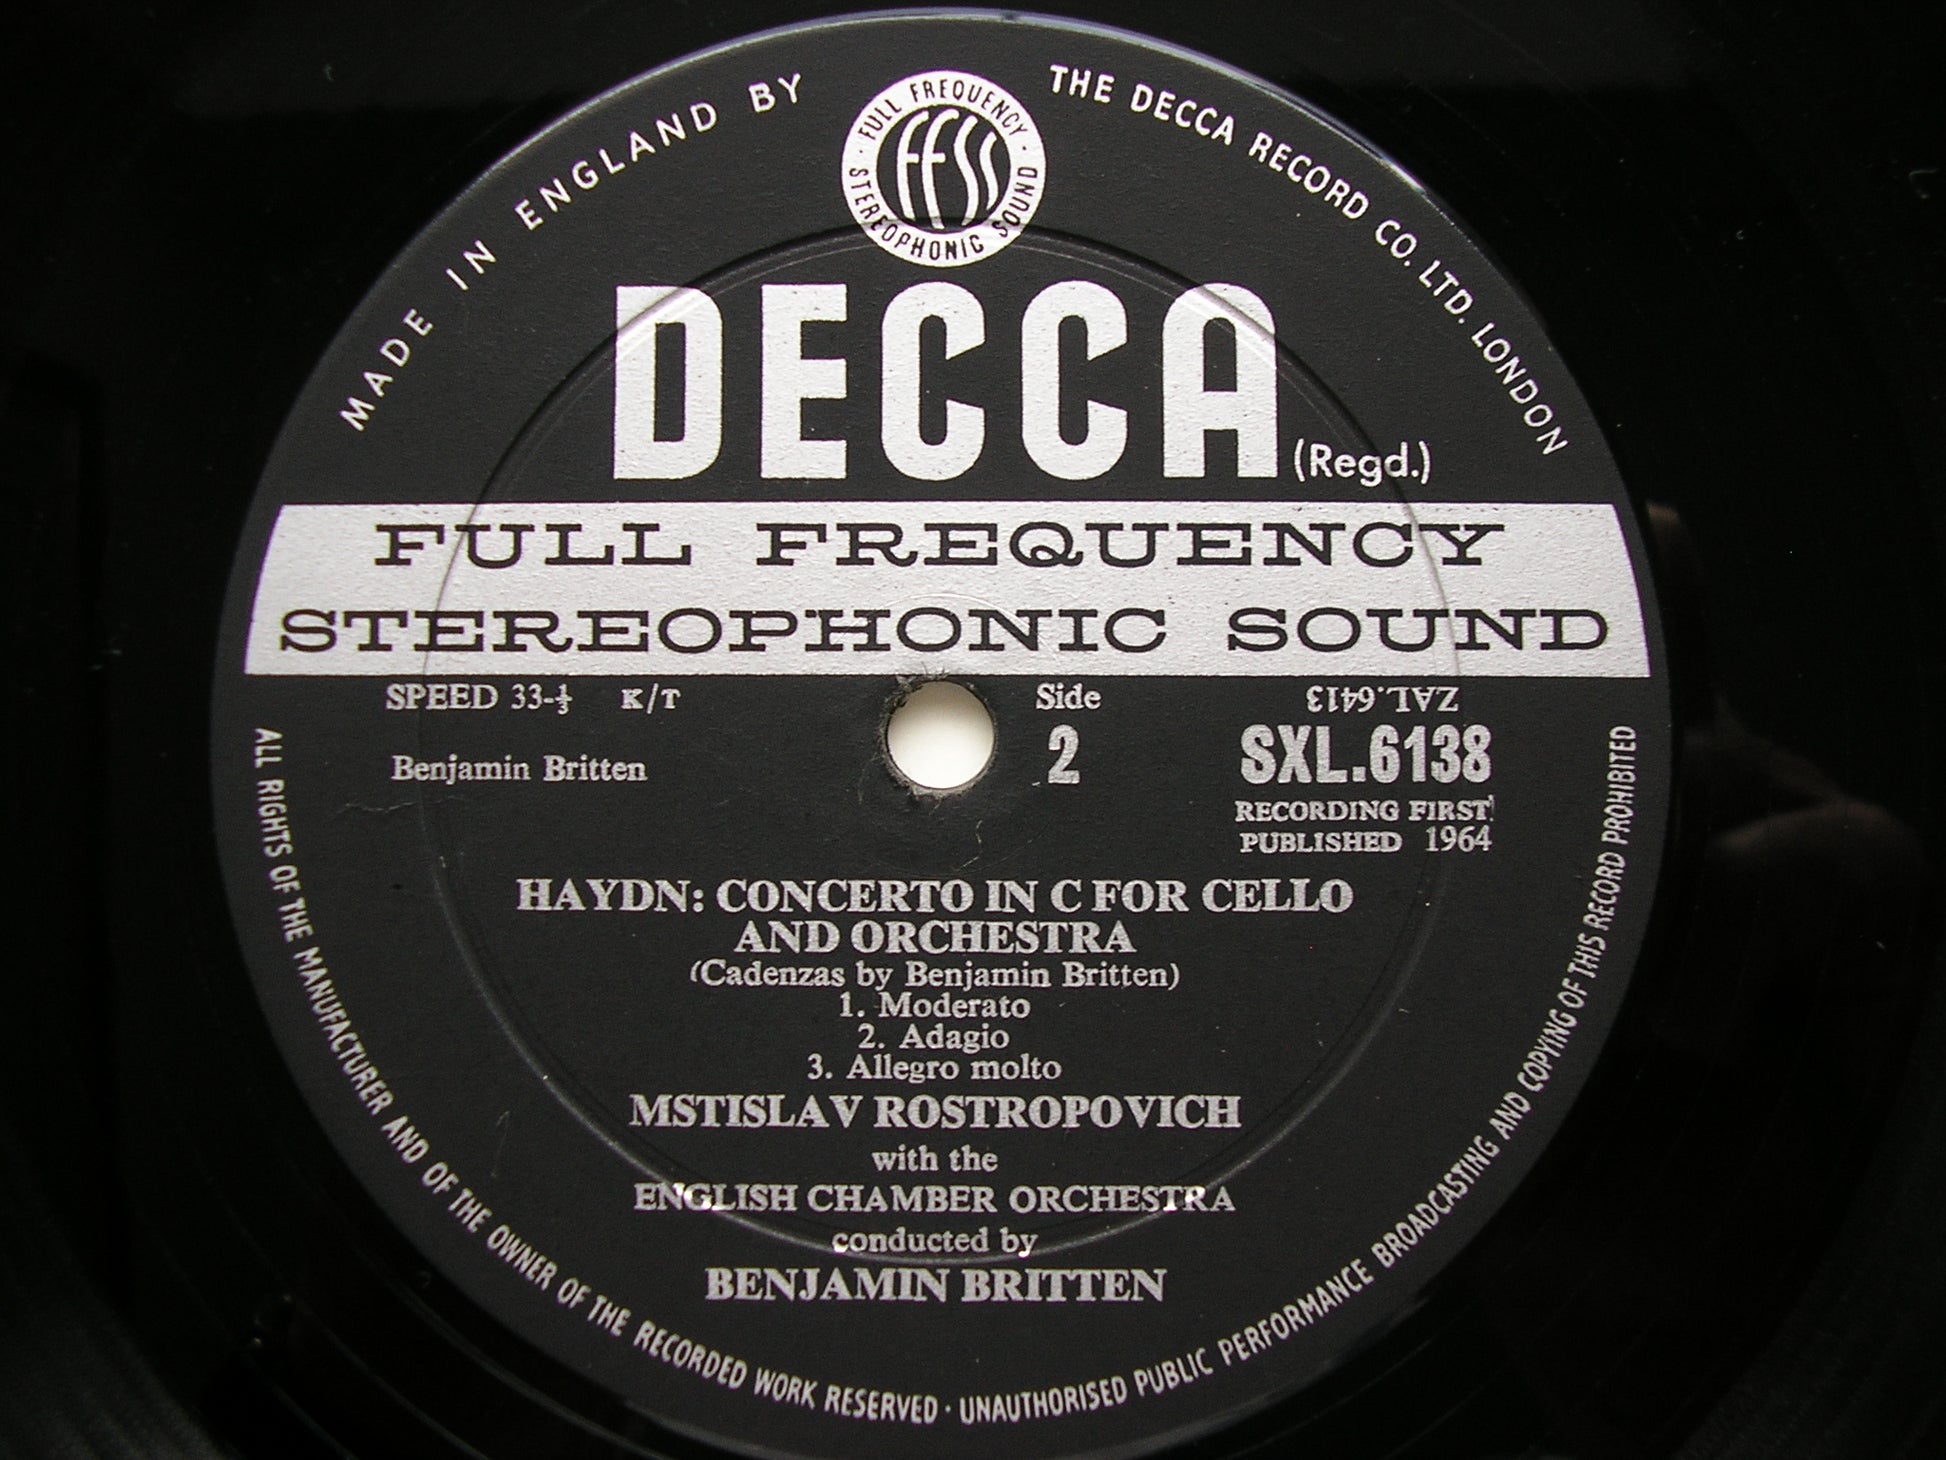 MADE IN ENGLAND BY
THE DECCA RECORD CO. LTD. LONDON
· FULL FREQUENCY ·
STEREOPHONIC SOUND
FFSS
DECCA (Regd.)
FULL FREQUENCY
STEREOPHONIC SOUND
SPEED 33-⅓ K/T
Side
2
ZAL.6413
SXL.6138
RECORDING FIRST
PUBLISHED 1964
Benjamin Britten
HAYDN: CONCERTO IN C FOR CELLO
AND ORCHESTRA
(Cadenzas by Benjamin Britten)
1. Moderato
2. Adagio
3. Allegro molto
MSTISLAV ROSTROPOVICH
with the
ENGLISH CHAMBER ORCHESTRA
conducted by
BENJAMIN BRITTEN
ALL RIGHTS OF THE MANUFACTURER AND OF THE OWNER OF THE RECORDED WORK RESERVED · UNAUTHORISED PUBLIC PERFORMANCE BROADCASTING AND COPYING OF THIS RECORD PROHIBITED